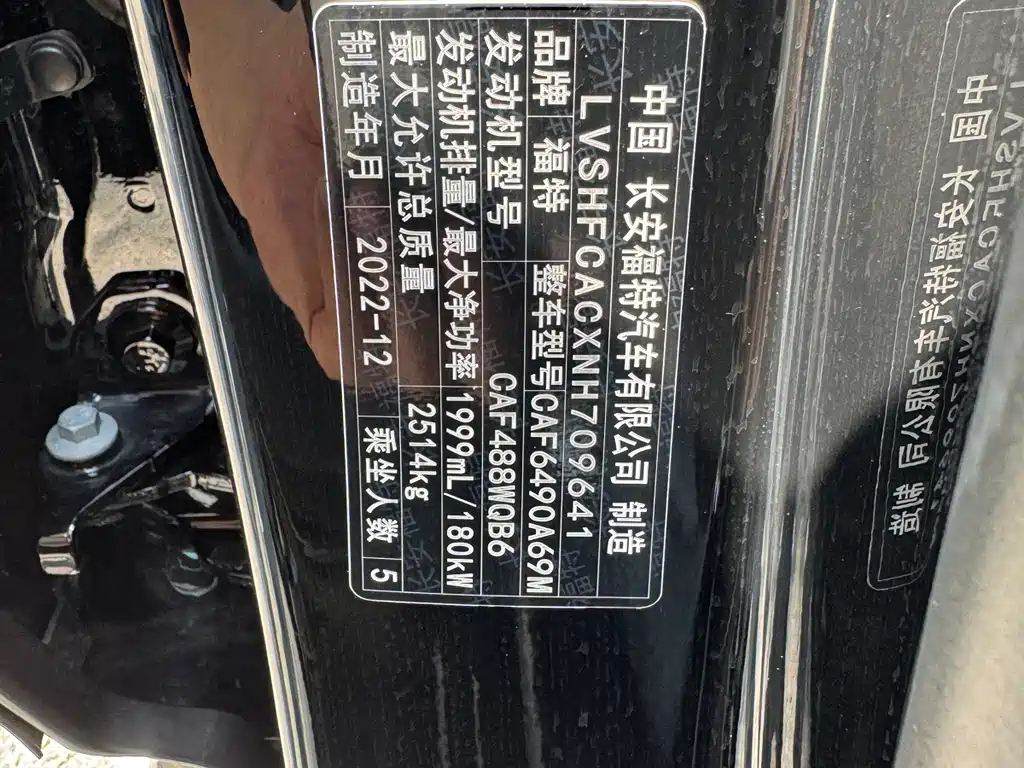 中国 长安福特汽车有限公司 制造
LVSHFCACXNH709641
品牌 福特 整车型号 CAF6490A69M
发动机型号 CAF488WQB6
发动机排量/最大净功率 1999mL/180kW
最大允许总质量 2514kg
制造年月 2022-12 乘坐人数 5